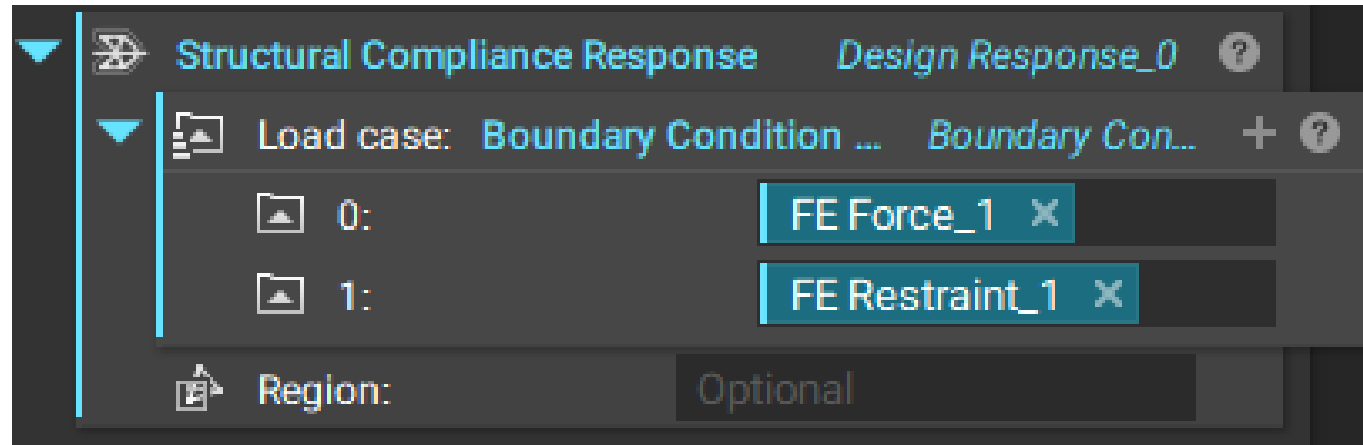 Structural Compliance Response Design Response_0 ?
Load case: Boundary Condition ... Boundary Con... + ?
0: FE Force_1 ×
1: FE Restraint_1 ×
Region: Optional